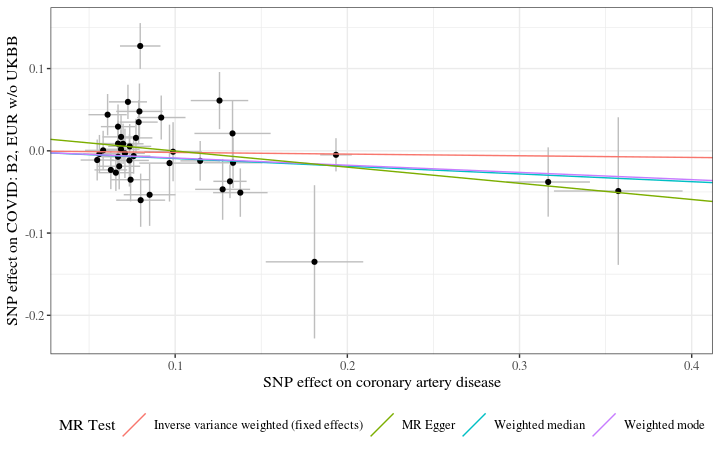 SNP effect on COVID: B2, EUR w/o UKBB
0.1
0.0
-0.1
-0.2
0.1
0.2
0.3
0.4
SNP effect on coronary artery disease
MR Test
Inverse variance weighted (fixed effects)
MR Egger
Weighted median
Weighted mode